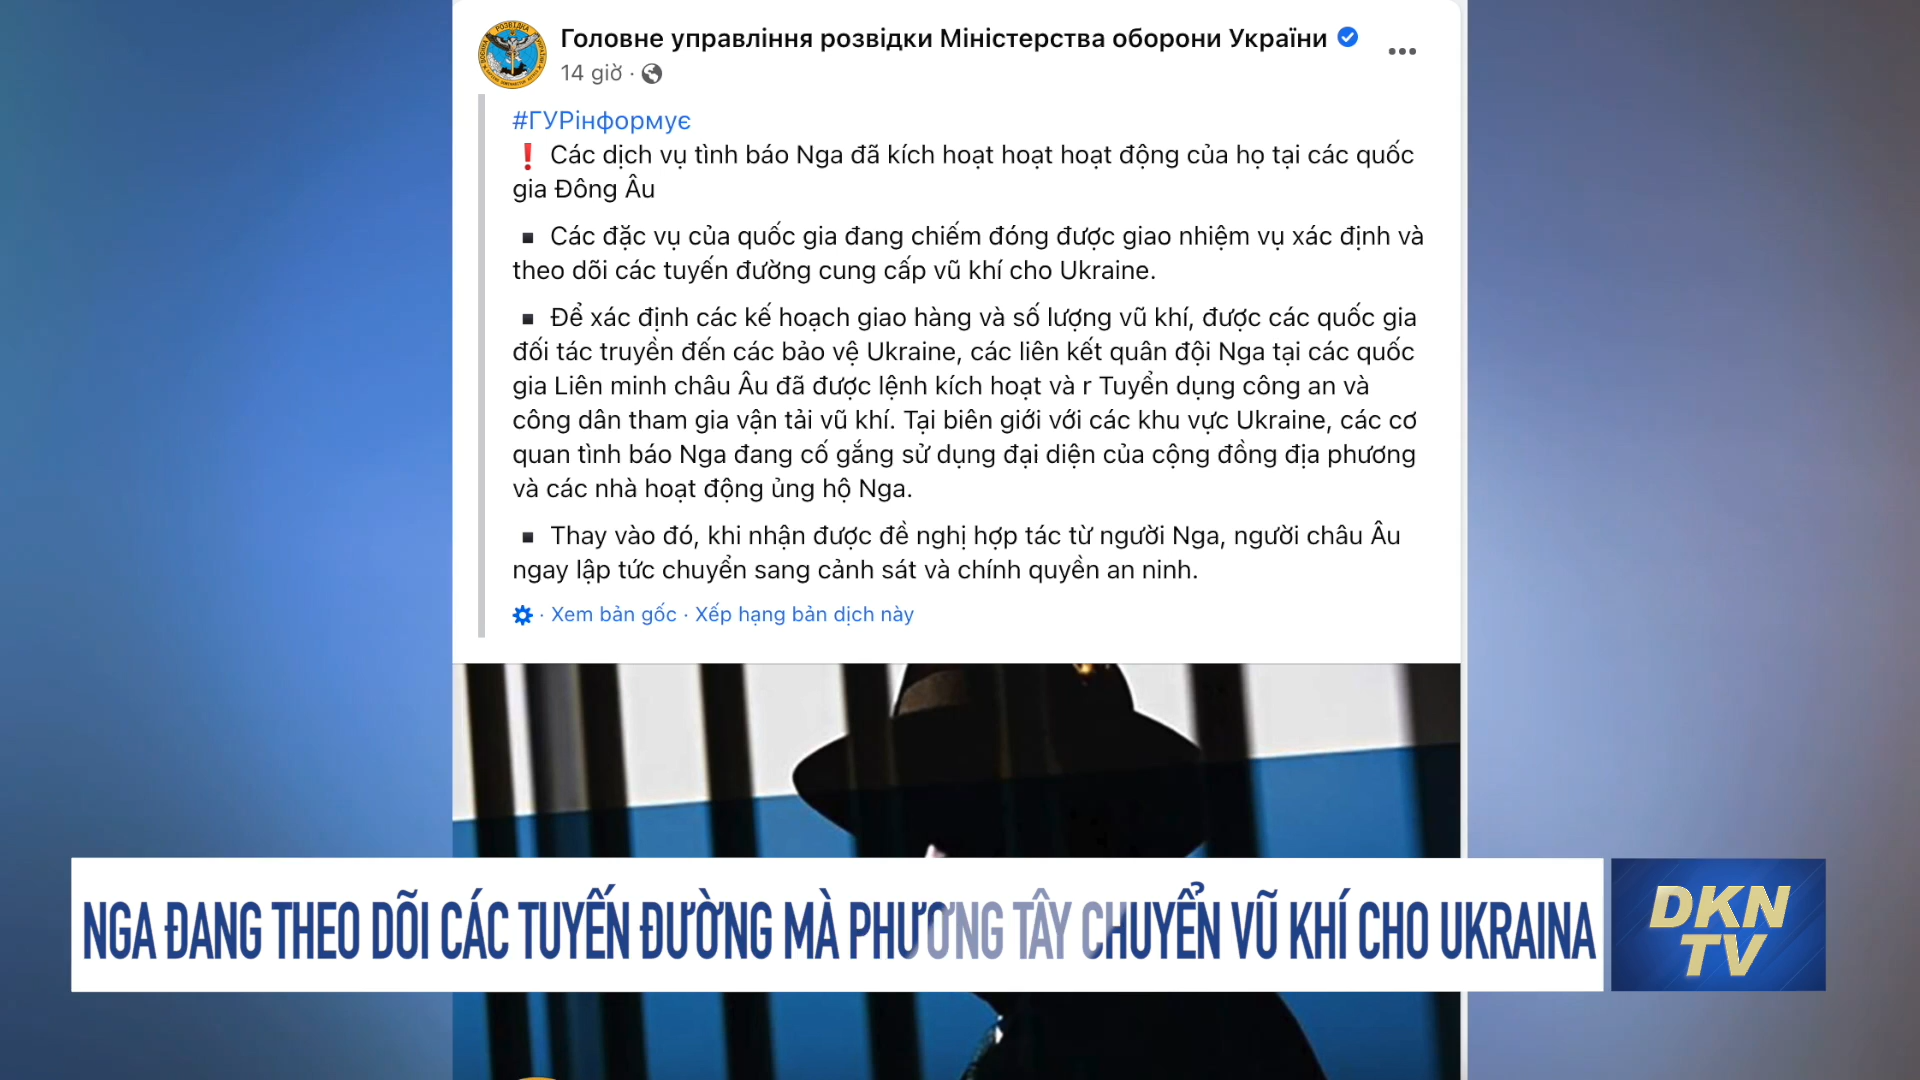 Головне управління розвідки Міністерства оборони України
14 giờ ·
#ГУРінформує
❗ Các dịch vụ tình báo Nga đã kích hoạt hoạt hoạt động của họ tại các quốc
gia Đông Âu
▪ Các đặc vụ của quốc gia đang chiếm đóng được giao nhiệm vụ xác định và
theo dõi các tuyến đường cung cấp vũ khí cho Ukraine.
▪ Để xác định các kế hoạch giao hàng và số lượng vũ khí, được các quốc gia
đối tác truyền đến các bảo vệ Ukraine, các liên kết quân đội Nga tại các quốc
gia Liên minh châu Âu đã được lệnh kích hoạt và r Tuyển dụng công an và
công dân tham gia vận tải vũ khí. Tại biên giới với các khu vực Ukraine, các cơ
quan tình báo Nga đang cố gắng sử dụng đại diện của cộng đồng địa phương
và các nhà hoạt động ủng hộ Nga.
▪ Thay vào đó, khi nhận được đề nghị hợp tác từ người Nga, người châu Âu
ngay lập tức chuyển sang cảnh sát và chính quyền an ninh.
· Xem bản gốc · Xếp hạng bản dịch này
NGA ĐANG THEO DÕI CÁC TUYẾN ĐƯỜNG MÀ PHƯƠNG TÂY CHUYỂN VŨ KHÍ CHO UKRAINA
DKN
TV